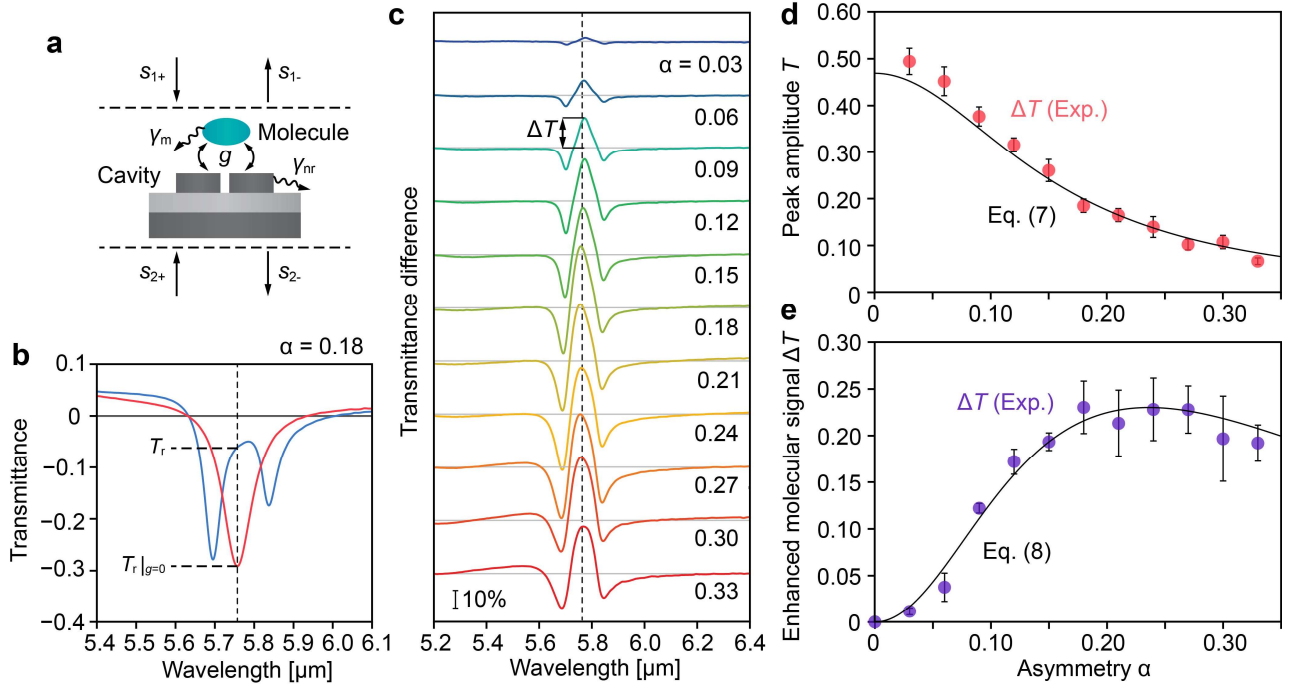 a
s1+
s1-
γm
Molecule
g
γnr
Cavity
s2+
s2-
b
α = 0.18
Transmittance
0.1
0
−0.1
−0.2
−0.3
−0.4
Tr
Tr|g=0
5.4 5.5 5.6 5.7 5.8 5.9 6.0 6.1
Wavelength [μm]
c
Transmittance difference
α = 0.03
0.06
ΔT
0.09
0.12
0.15
0.18
0.21
0.24
0.27
0.30
0.33
10%
5.2 5.4 5.6 5.8 6.0 6.2 6.4
Wavelength [μm]
d
Peak amplitude T
0.60
0.50
0.40
0.30
0.20
0.10
0
ΔT (Exp.)
Eq. (7)
0 0.10 0.20 0.30
e
Enhanced molecular signal ΔT
0.30
0.25
0.20
0.15
0.10
0.05
0
ΔT (Exp.)
Eq. (8)
0 0.10 0.20 0.30
Asymmetry α